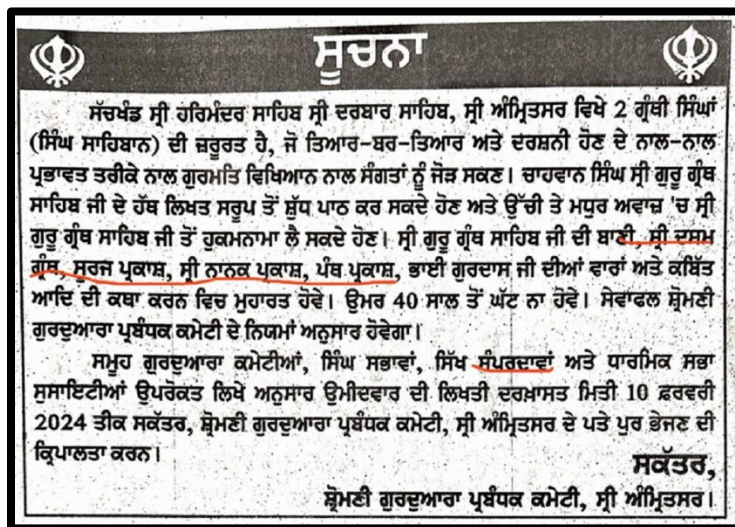 ਸੂਚਨਾ
ਸੱਚਖੰਡ ਸ੍ਰੀ ਹਰਿਮੰਦਰ ਸਾਹਿਬ ਸ੍ਰੀ ਦਰਬਾਰ ਸਾਹਿਬ, ਸ੍ਰੀ ਅੰਮ੍ਰਿਤਸਰ ਵਿਖੇ 2 ਗ੍ਰੰਥੀ ਸਿੰਘਾਂ
(ਸਿੰਘ ਸਾਹਿਬਾਨ) ਦੀ ਜ਼ਰੂਰਤ ਹੈ, ਜੋ ਤਿਆਰ-ਬਰ-ਤਿਆਰ ਅਤੇ ਦਰਸ਼ਨੀ ਹੋਣ ਦੇ ਨਾਲ-ਨਾਲ
ਪ੍ਰਭਾਵਤ ਤਰੀਕੇ ਨਾਲ ਗੁਰਮਤਿ ਵਿਖਿਆਨ ਨਾਲ ਸੰਗਤਾਂ ਨੂੰ ਜੋੜ ਸਕਣ। ਚਾਹਵਾਨ ਸਿੰਘ ਸ੍ਰੀ ਗੁਰੂ ਗ੍ਰੰਥ
ਸਾਹਿਬ ਜੀ ਦੇ ਹੱਥ ਲਿਖਤ ਸਰੂਪ ਤੋਂ ਸ਼ੁੱਧ ਪਾਠ ਕਰ ਸਕਦੇ ਹੋਣ ਅਤੇ ਉੱਚੀ ਤੇ ਮਧੁਰ ਅਵਾਜ਼ 'ਚ ਸ੍ਰੀ
ਗੁਰੂ ਗ੍ਰੰਥ ਸਾਹਿਬ ਜੀ ਤੋਂ ਹੁਕਮਨਾਮਾ ਲੈ ਸਕਦੇ ਹੋਣ। ਸ੍ਰੀ ਗੁਰੂ ਗ੍ਰੰਥ ਸਾਹਿਬ ਜੀ ਦੀ ਬਾਣੀ, ਸ੍ਰੀ ਦਸਮ
ਗ੍ਰੰਥ, ਸੂਰਜ ਪ੍ਰਕਾਸ਼, ਸ੍ਰੀ ਨਾਨਕ ਪ੍ਰਕਾਸ਼, ਪੰਥ ਪ੍ਰਕਾਸ਼, ਭਾਈ ਗੁਰਦਾਸ ਜੀ ਦੀਆਂ ਵਾਰਾਂ ਅਤੇ ਕਬਿੱਤ
ਆਦਿ ਦੀ ਕਥਾ ਕਰਨ ਵਿਚ ਮੁਹਾਰਤ ਹੋਵੇ। ਉਮਰ 40 ਸਾਲ ਤੋਂ ਘੱਟ ਨਾ ਹੋਵੇ। ਸੇਵਾਫਲ ਸ਼੍ਰੋਮਣੀ
ਗੁਰਦੁਆਰਾ ਪ੍ਰਬੰਧਕ ਕਮੇਟੀ ਦੇ ਨਿਯਮਾਂ ਅਨੁਸਾਰ ਹੋਵੇਗਾ।
ਸਮੂਹ ਗੁਰਦੁਆਰਾ ਕਮੇਟੀਆਂ, ਸਿੰਘ ਸਭਾਵਾਂ, ਸਿੱਖ ਸੰਪਰਦਾਵਾਂ ਅਤੇ ਧਾਰਮਿਕ ਸਭਾ
ਸੁਸਾਇਟੀਆਂ ਉਪਰੋਕਤ ਲਿਖੇ ਅਨੁਸਾਰ ਉਮੀਦਵਾਰ ਦੀ ਲਿਖਤੀ ਦਰਖ਼ਾਸਤ ਮਿਤੀ 10 ਫ਼ਰਵਰੀ
2024 ਤੀਕ ਸਕੱਤਰ, ਸ਼੍ਰੋਮਣੀ ਗੁਰਦੁਆਰਾ ਪ੍ਰਬੰਧਕ ਕਮੇਟੀ, ਸ੍ਰੀ ਅੰਮ੍ਰਿਤਸਰ ਦੇ ਪਤੇ ਪੁਰ ਭੇਜਣ ਦੀ
ਕ੍ਰਿਪਾਲਤਾ ਕਰਨ।
ਸਕੱਤਰ,
ਸ਼੍ਰੋਮਣੀ ਗੁਰਦੁਆਰਾ ਪ੍ਰਬੰਧਕ ਕਮੇਟੀ, ਸ੍ਰੀ ਅੰਮ੍ਰਿਤਸਰ।